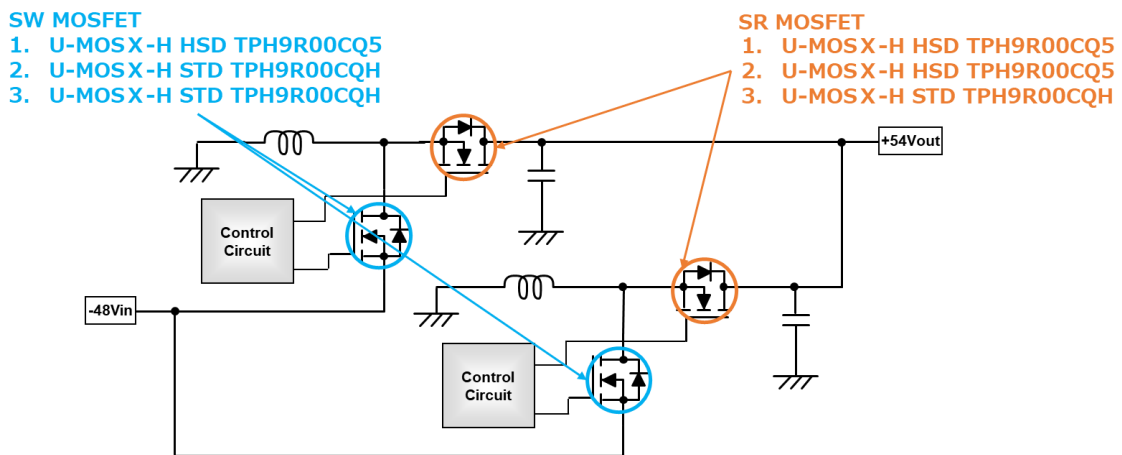 SW MOSFET
1. U-MOSX-H HSD TPH9R00CQ5
2. U-MOSX-H STD TPH9R00CQH
3. U-MOSX-H STD TPH9R00CQH
SR MOSFET
1. U-MOSX-H HSD TPH9R00CQ5
2. U-MOSX-H HSD TPH9R00CQ5
3. U-MOSX-H STD TPH9R00CQH
+54Vout
Control
Circuit
-48Vin
Control
Circuit